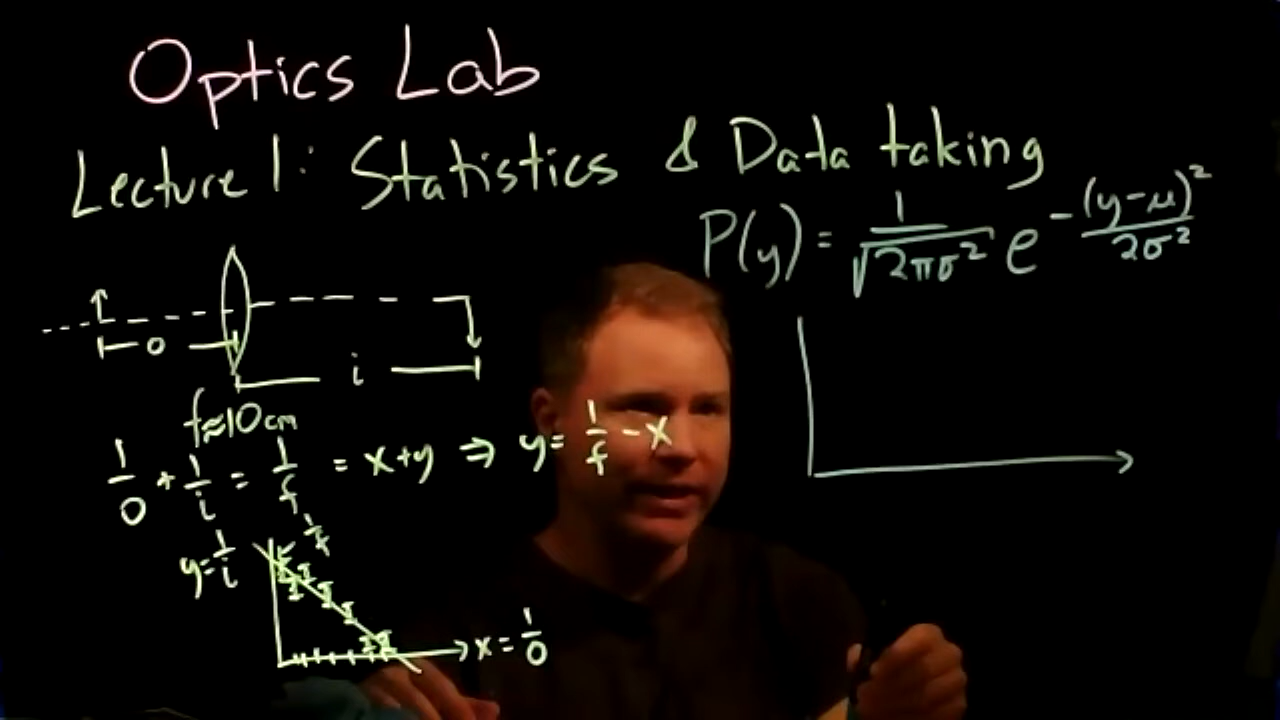 Optics Lab
Lecture 1: Statistics & Data taking
P(y) = 1/√(2πσ²) e^(-(y-μ)²/(2σ²))
o
i
f≈10cm
1/o + 1/i = 1/f = x+y ⇒ y = 1/f - x
1/f
y=1/i
x=1/o